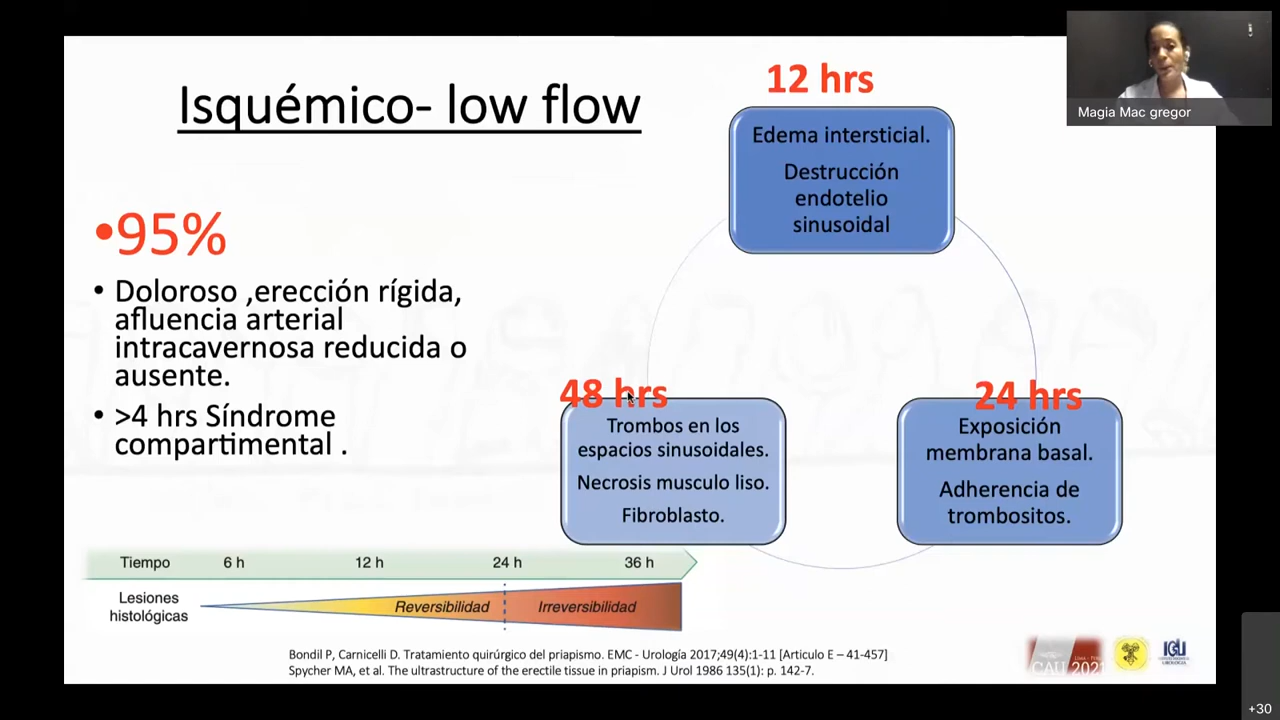 Isquémico- low flow
•95%
• Doloroso ,erección rígida,
afluencia arterial
intracavernosa reducida o
ausente.
• >4 hrs Síndrome
compartimental .
12 hrs
Edema intersticial.
Destrucción
endotelio
sinusoidal
24 hrs
Exposición
membrana basal.
Adherencia de
trombositos.
48 hrs
Trombos en los
espacios sinusoidales.
Necrosis musculo liso.
Fibroblasto.
Tiempo 6 h 12 h 24 h 36 h
Lesiones
histológicas
Reversibilidad Irreversibilidad
Bondil P, Carnicelli D. Tratamiento quirúrgico del priapismo. EMC - Urología 2017;49(4):1-11 [Articulo E – 41-457]
Spycher MA, et al. The ultrastructure of the erectile tissue in priapism. J Urol 1986 135(1): p. 142-7.
CAU 2021
Magia Mac gregor
+30